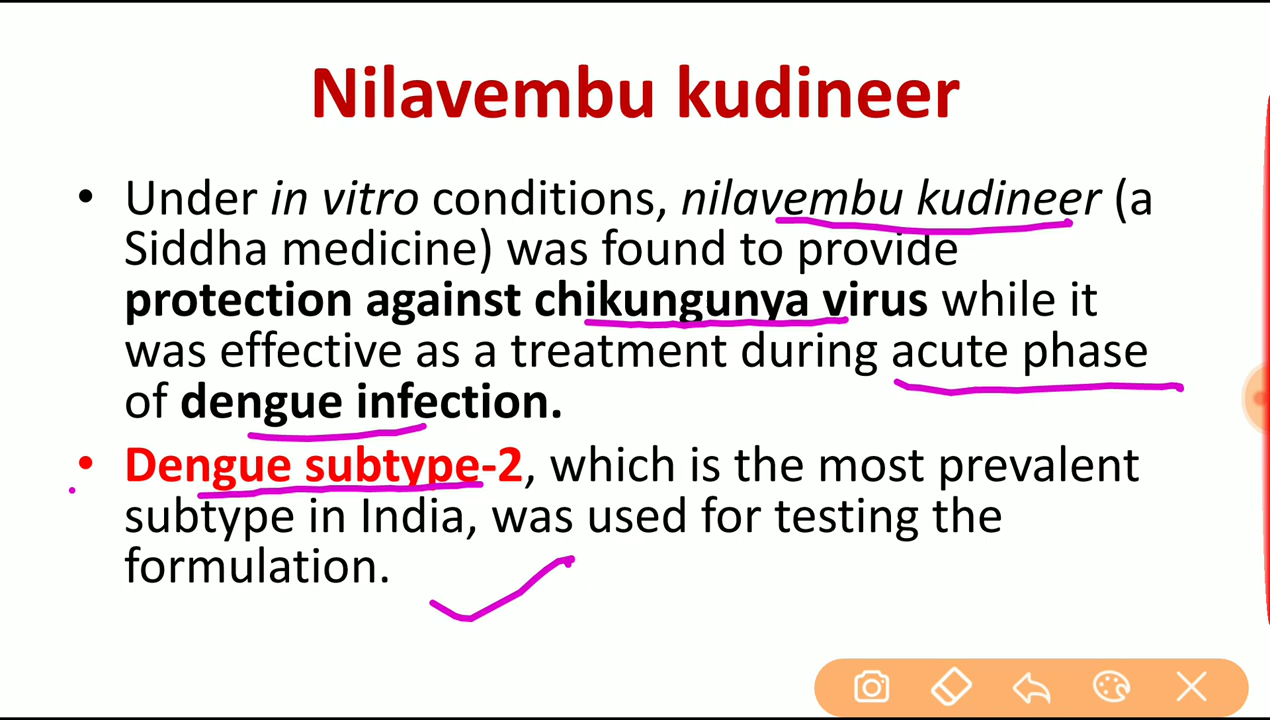 Nilavembu kudineer
• Under in vitro conditions, nilavembu kudineer (a
Siddha medicine) was found to provide
protection against chikungunya virus while it
was effective as a treatment during acute phase
of dengue infection.
• Dengue subtype-2, which is the most prevalent
subtype in India, was used for testing the
formulation.